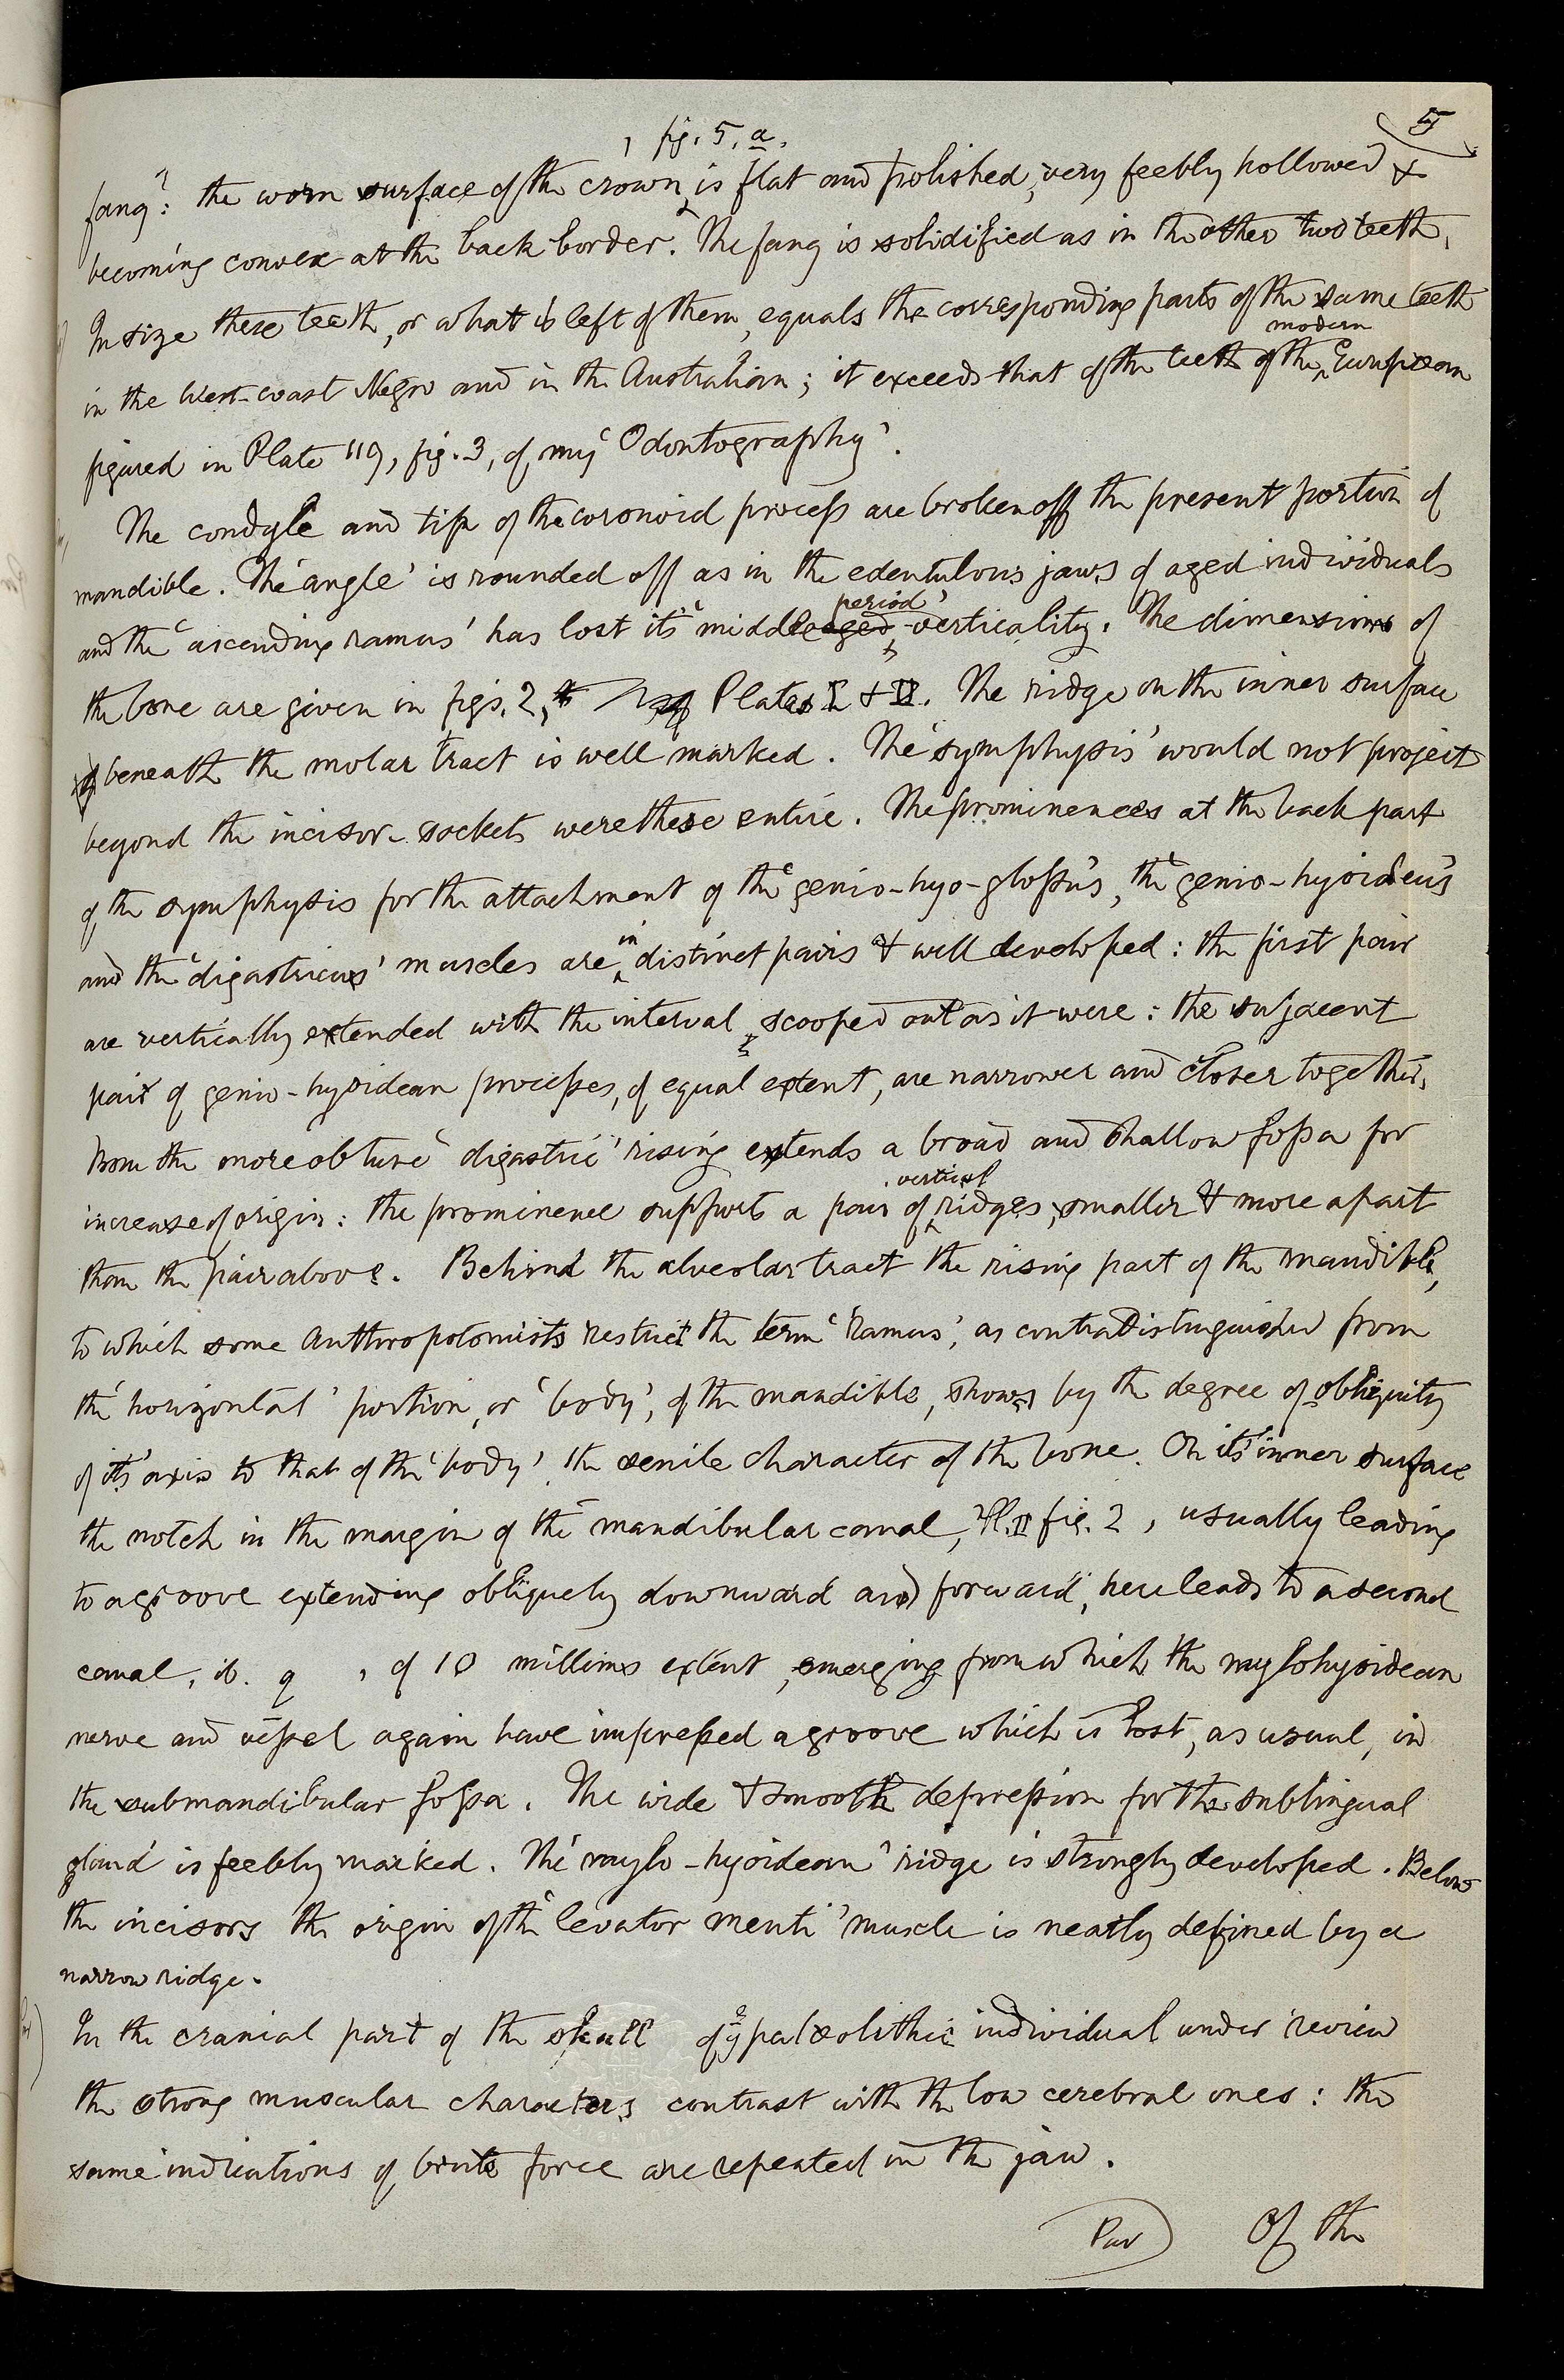 5
, fig. 5, a,
fang': the worn surface of the crown is flat and polished, very feebly hollowed &
becoming convex at the back border. The fang is solidified as in the other two teeth.
In size these teeth, or what is left of them, equals the corresponding parts of the same teeth
modern
in the West-coast Negro and in the Australian; it exceeds that of the teeth of the European
figured in Plate 119, fig. 3, of my 'Odontography'.
The condyle and tip of the coronoid process are broken off the present portion of
mandible. The 'angle' is rounded off as in the edentulous jaws of aged individuals
period'
and the 'ascending ramus' has lost its 'middle aged verticality. The dimensions of
the bone are given in figs. 2, Plates I & II. The ridge on the inner surface
beneath the molar tract is well marked. The 'symphysis' would not project
beyond the incisor-sockets were these entire. The prominences at the back part
of the symphysis for the attachment of the 'genio-hyo-glossus', the 'genio-hyoideus'
in
and the 'digastricus' muscles are distinct pairs & well developed: the first pair
are vertically extended with the interval scooped out as it were: the subjacent
pair of genio-hyoidean processes, of equal extent, are narrower and closer together.
From the more obtuse 'digastric' rising extends a broad and shallow fossa for
vertical
increase of origin: the prominence supports a pair of ridges, smaller & more apart
than the pair above. Behind the alveolar tract the rising part of the mandible,
to which some Anthropotomists restrict the term 'ramus', as contradistinguished from
the 'horizontal' portion, or 'body', of the mandible, shows by the degree of obliquity
of its axis to that of the 'body' the senile character of the bone. On its inner surface
the notch in the margin of the mandibular canal, Pl. II fig. 2, usually leading
to a groove extending obliquely downward and forward, here leads to a second
canal, ib. g , of 10 millims extent, emerging from which the mylohyoidean
nerve and vessel again have impressed a groove which is lost, as usual, in
the submandibular fossa. The wide & smooth depression for the sublingual
gland is feebly marked. The 'mylo-hyoidean' ridge is strongly developed. Below
the incisors the origin of the 'levator menti' muscle is neatly defined by a
narrow ridge.
In the cranial part of the skull of ye palæolithic individual under review
the strong muscular characters contrast with the low cerebral ones: the
same indications of brute force are repeated in the jaw.
Par) Of the